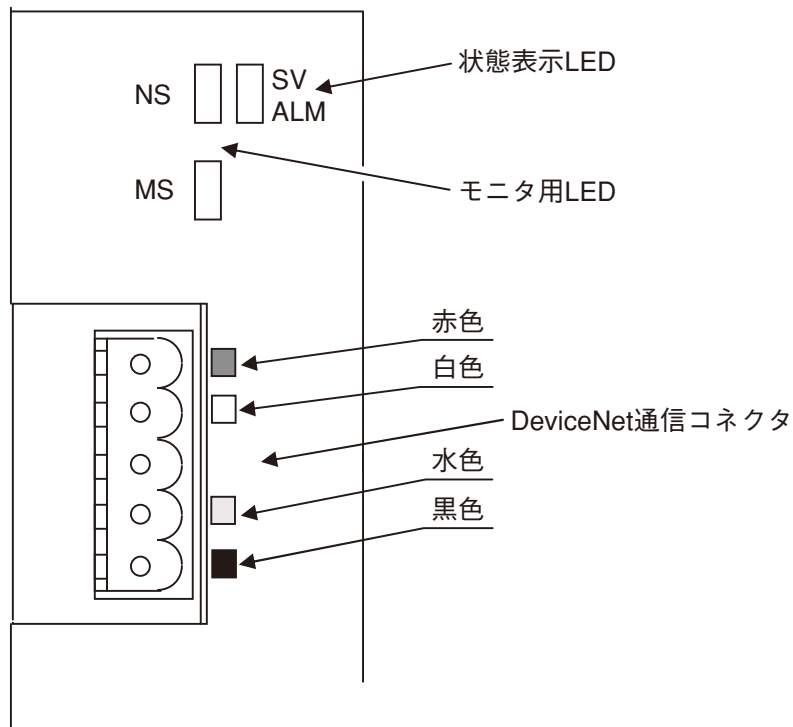 NS
SV
ALM
状態表示LED
MS
モニタ用LED
赤色
白色
DeviceNet通信コネクタ
水色
黒色